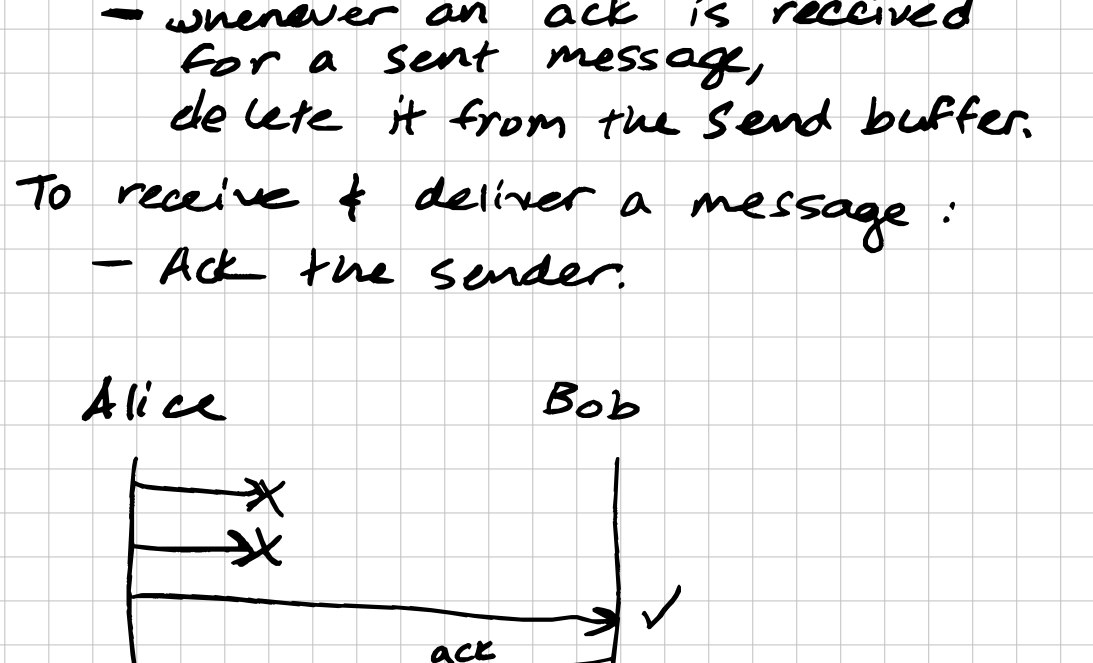 - whenever an ack is received
for a sent message,
delete it from the send buffer.
To receive & deliver a message :
- Ack the sender.
Alice Bob
ack